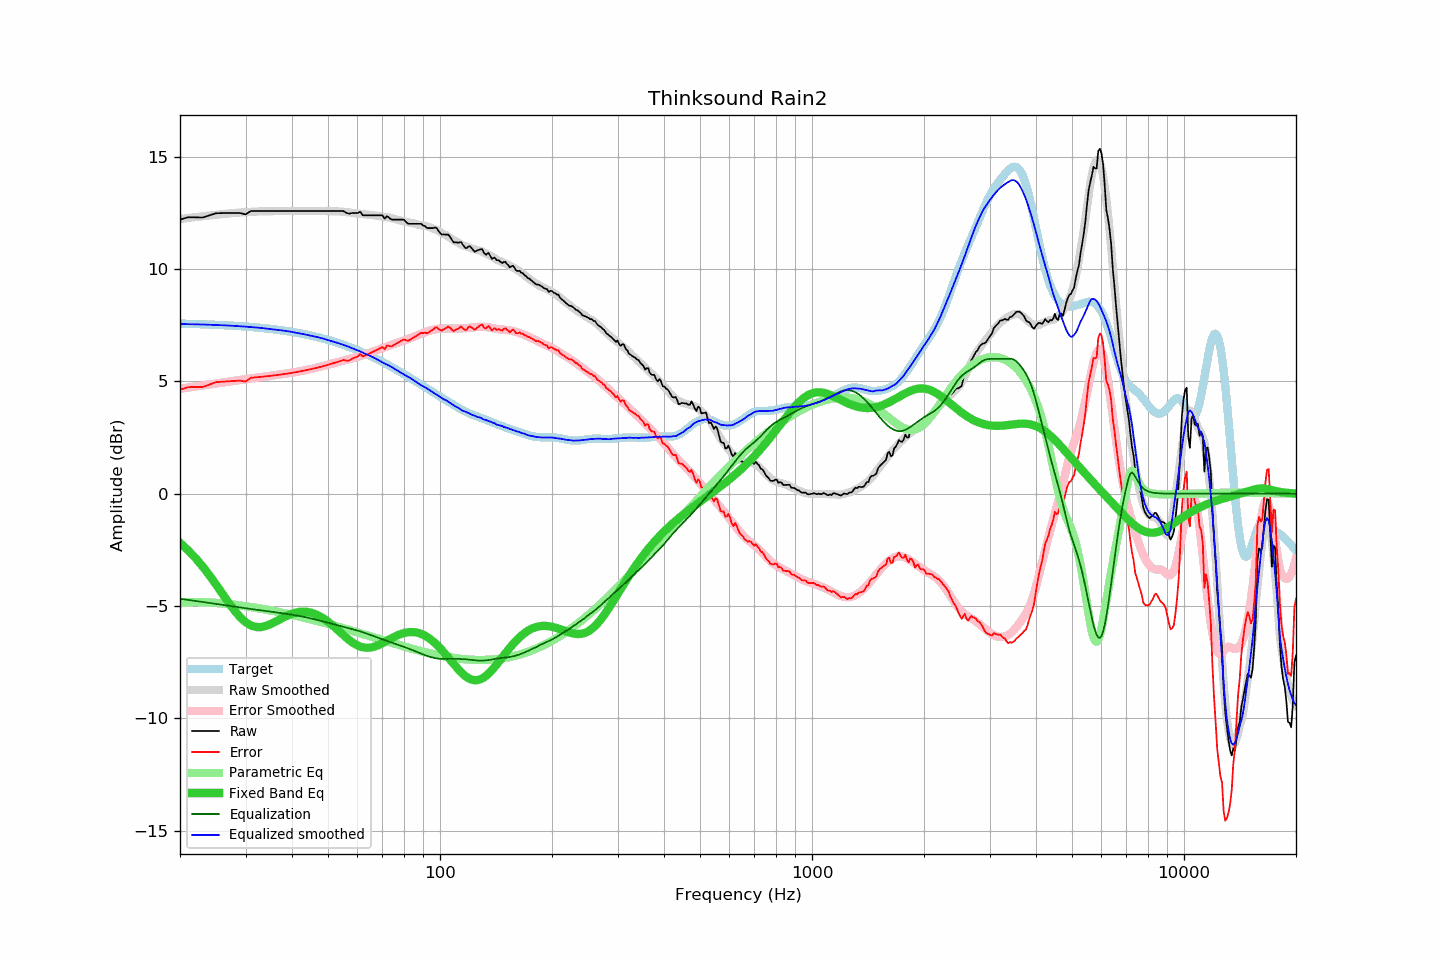 Thinksound Rain2
15
10
5
0
−5
−10
−15
Amplitude (dBr)
Target
Raw Smoothed
Error Smoothed
Raw
Error
Parametric Eq
Fixed Band Eq
Equalization
Equalized smoothed
100
1000
10000
Frequency (Hz)